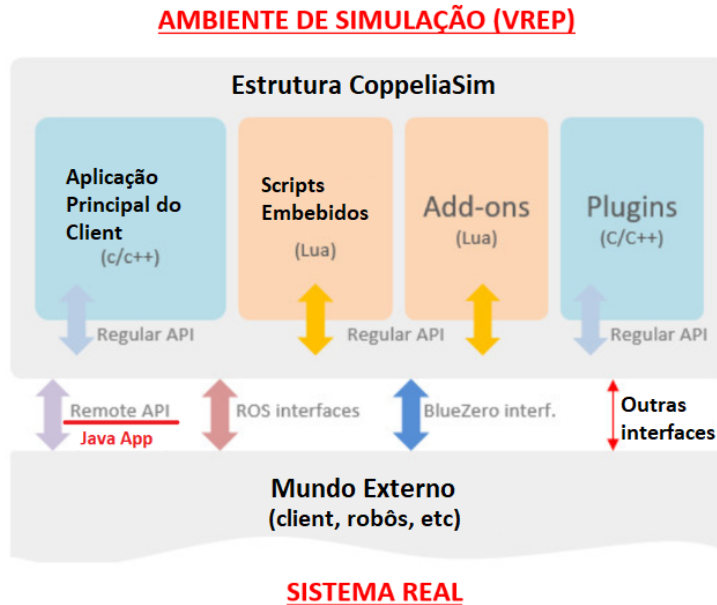 AMBIENTE DE SIMULAÇÃO (VREP)
Estrutura CoppeliaSim
Aplicação
Principal do
Client
(c/c++)
Scripts
Embebidos
(Lua)
Add-ons
(Lua)
Plugins
(C/C++)
Regular API
Regular API
Regular API
Remote API
Java App
ROS interfaces
BlueZero interf.
Outras
interfaces
Mundo Externo
(client, robôs, etc)
SISTEMA REAL